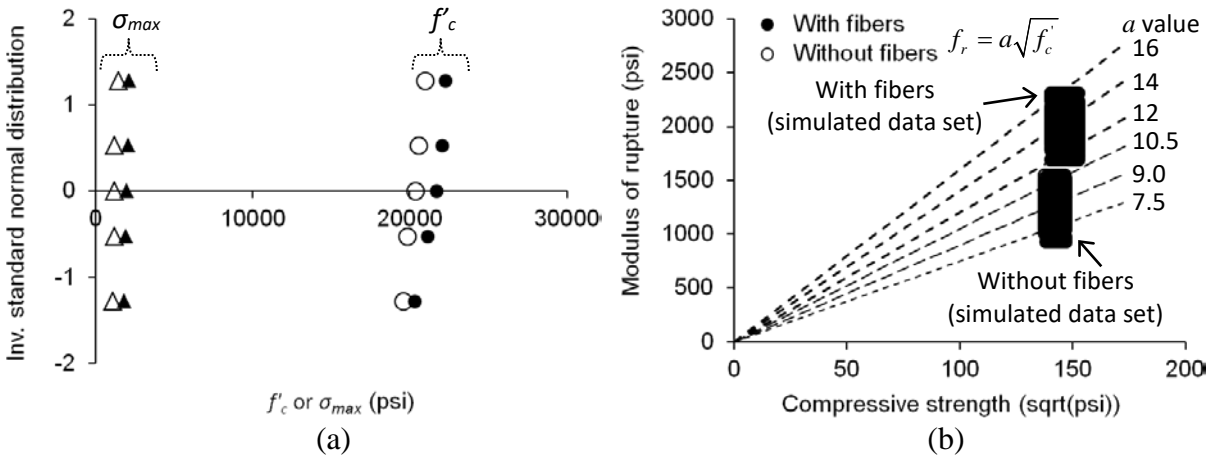 σmax
f'c
2
1
0
-1
-2
0
10000
20000
30000
Inv. standard normal distribution
f'c or σmax (psi)
(a)
3000
2500
2000
1500
1000
500
0
0
50
100
150
200
Modulus of rupture (psi)
Compressive strength (sqrt(psi))
With fibers
Without fibers
fr = a√f'c
a value
16
14
12
10.5
9.0
7.5
With fibers
(simulated data set)
Without fibers
(simulated data set)
(b)